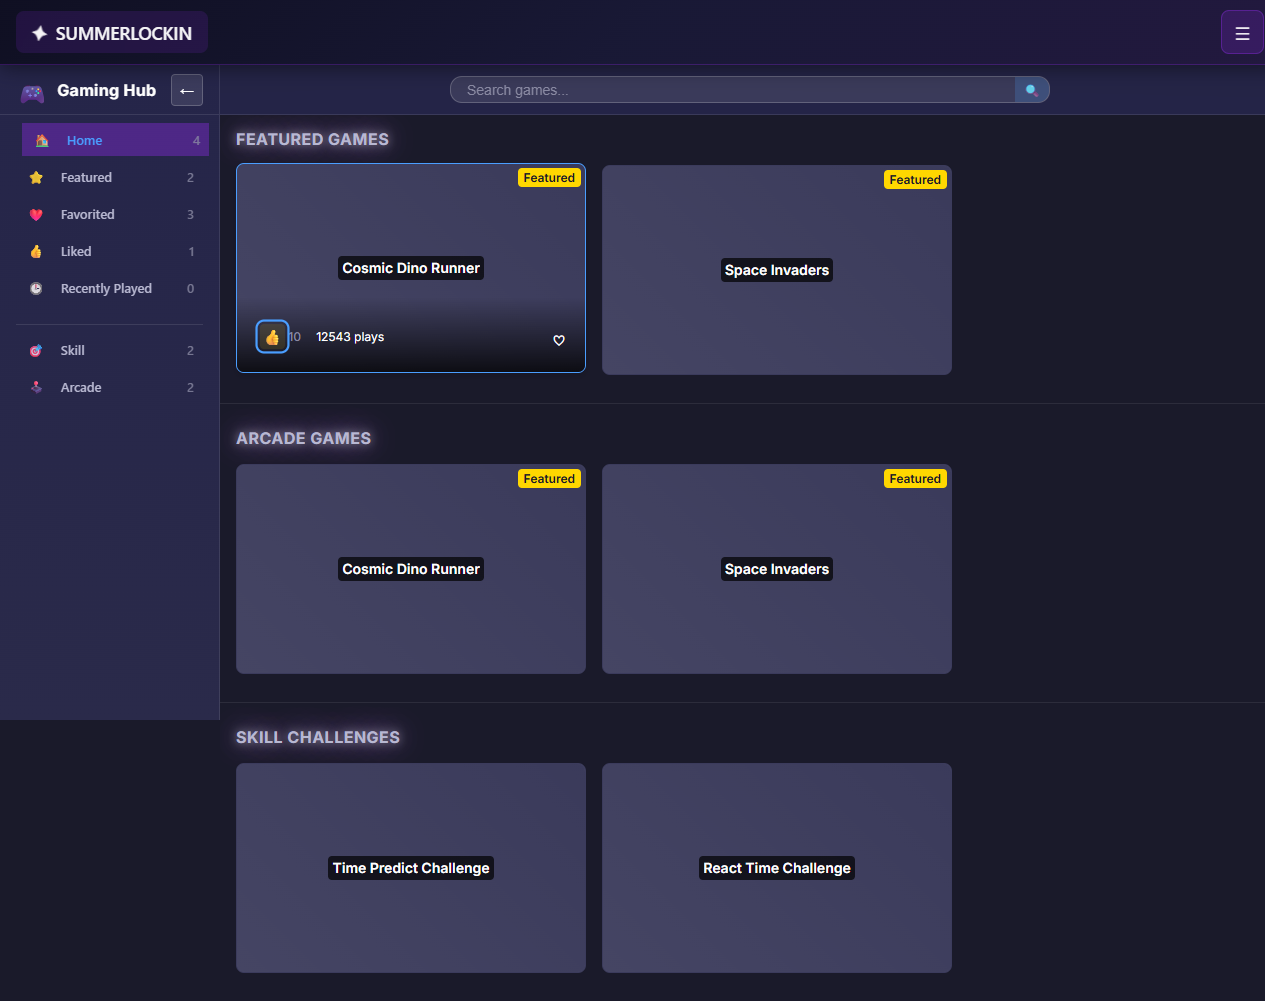 SUMMERLOCKIN
Gaming Hub
Search games...
Home 4
Featured 2
Favorited 3
Liked 1
Recently Played 0
Skill 2
Arcade 2
FEATURED GAMES
Featured
Cosmic Dino Runner
10 12543 plays
Featured
Space Invaders
ARCADE GAMES
Featured
Cosmic Dino Runner
Featured
Space Invaders
SKILL CHALLENGES
Time Predict Challenge
React Time Challenge